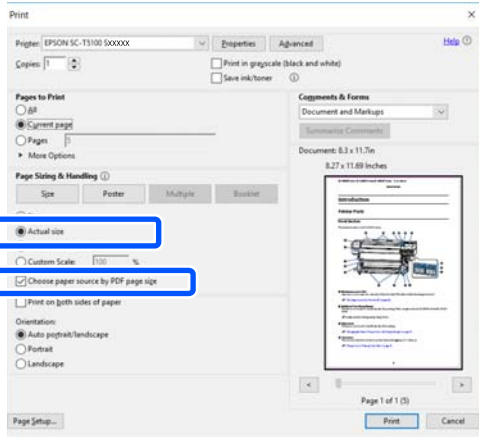 Print
Printer: EPSON SC-T5100 SXXXXX
Properties
Advanced
Help
Copies: 1
Print in greyscale (black and white)
Save ink/toner
Pages to Print
All
Current page
Pages 5
More Options
Comments & Forms
Document and Markups
Summarize Comments
Page Sizing & Handling
Size
Poster
Multiple
Booklet
Actual size
Custom Scale: 100 %
Choose paper source by PDF page size
Print on both sides of paper
Orientation:
Auto portrait/landscape
Portrait
Landscape
Document: 8.3 x 11.7in
8.27 x 11.69 Inches
Introduction
Printer Parts
<
>
Page 1 of 1 (5)
Page Setup...
Print
Cancel